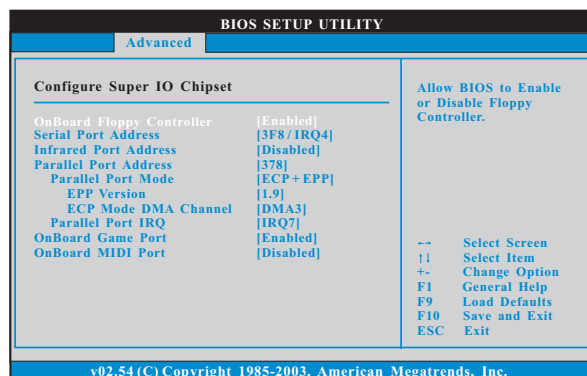 BIOS SETUP UTILITY
Advanced
Configure Super IO Chipset
OnBoard Floppy Controller [Enabled]
Serial Port Address [3F8 / IRQ4]
Infrared Port Address [Disabled]
Parallel Port Address [378]
Parallel Port Mode [ECP + EPP]
EPP Version [1.9]
ECP Mode DMA Channel [DMA3]
Parallel Port IRQ [IRQ7]
OnBoard Game Port [Enabled]
OnBoard MIDI Port [Disabled]
Allow BIOS to Enable
or Disable Floppy
Controller.
←→ Select Screen
↑↓ Select Item
+- Change Option
F1 General Help
F9 Load Defaults
F10 Save and Exit
ESC Exit
v02.54 (C) Copyright 1985-2003, American Megatrends, Inc.